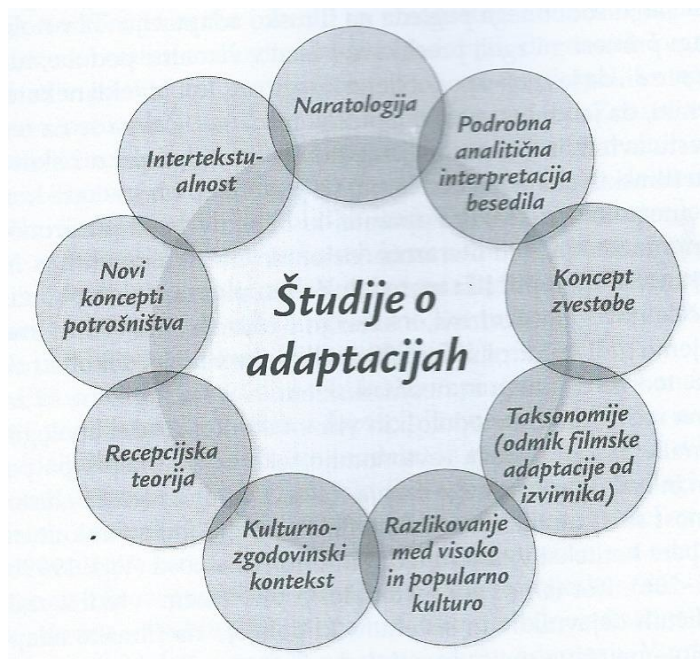 Naratologija
Podrobna
analitična
interpretacija
besedila
Koncept
zvestobe
Taksonomije
(odmik filmske
adaptacije od
izvirnika)
Razlikovanje
med visoko
in popularno
kulturo
Kulturno-
zgodovinski
kontekst
Recepcijska
teorija
Novi
koncepti
potrošništva
Intertekstu-
alnost
Študije o
adaptacijah